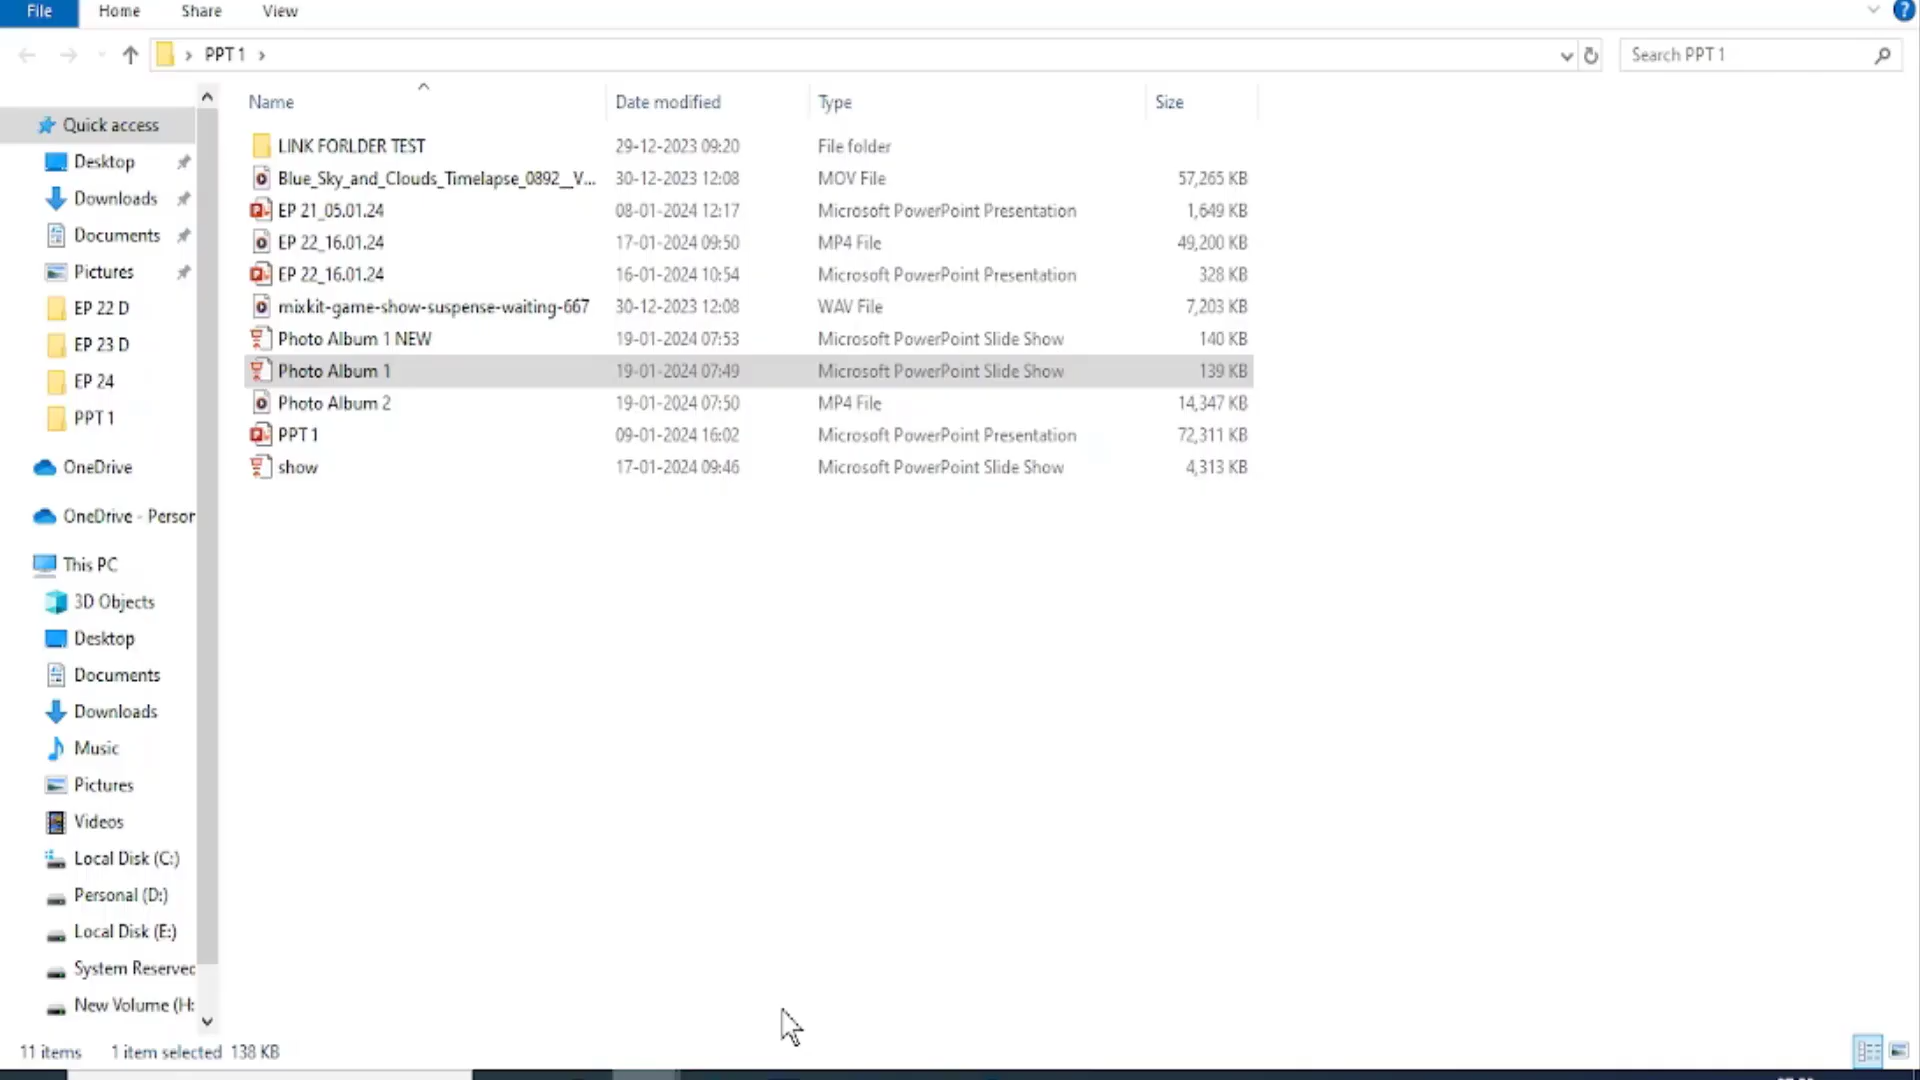 File Home Share View
PPT 1
Search PPT 1
Name Date modified Type Size
Quick access
Desktop
Downloads
Documents
Pictures
EP 22 D
EP 23 D
EP 24
PPT 1
OneDrive
OneDrive - Person
This PC
3D Objects
Desktop
Documents
Downloads
Music
Pictures
Videos
Local Disk (C:)
Personal (D:)
Local Disk (E:)
System Reserved
New Volume (H:
LINK FORLDER TEST 29-12-2023 09:20 File folder
Blue_Sky_and_Clouds_Timelapse_0892__V... 30-12-2023 12:08 MOV File 57,265 KB
EP 21_05.01.24 08-01-2024 12:17 Microsoft PowerPoint Presentation 1,649 KB
EP 22_16.01.24 17-01-2024 09:50 MP4 File 49,200 KB
EP 22_16.01.24 16-01-2024 10:54 Microsoft PowerPoint Presentation 328 KB
mixkit-game-show-suspense-waiting-667 30-12-2023 12:08 WAV File 7,203 KB
Photo Album 1 NEW 19-01-2024 07:53 Microsoft PowerPoint Slide Show 140 KB
Photo Album 1 19-01-2024 07:49 Microsoft PowerPoint Slide Show 139 KB
Photo Album 2 19-01-2024 07:50 MP4 File 14,347 KB
PPT 1 09-01-2024 16:02 Microsoft PowerPoint Presentation 72,311 KB
show 17-01-2024 09:46 Microsoft PowerPoint Slide Show 4,313 KB
11 items 1 item selected 138 KB